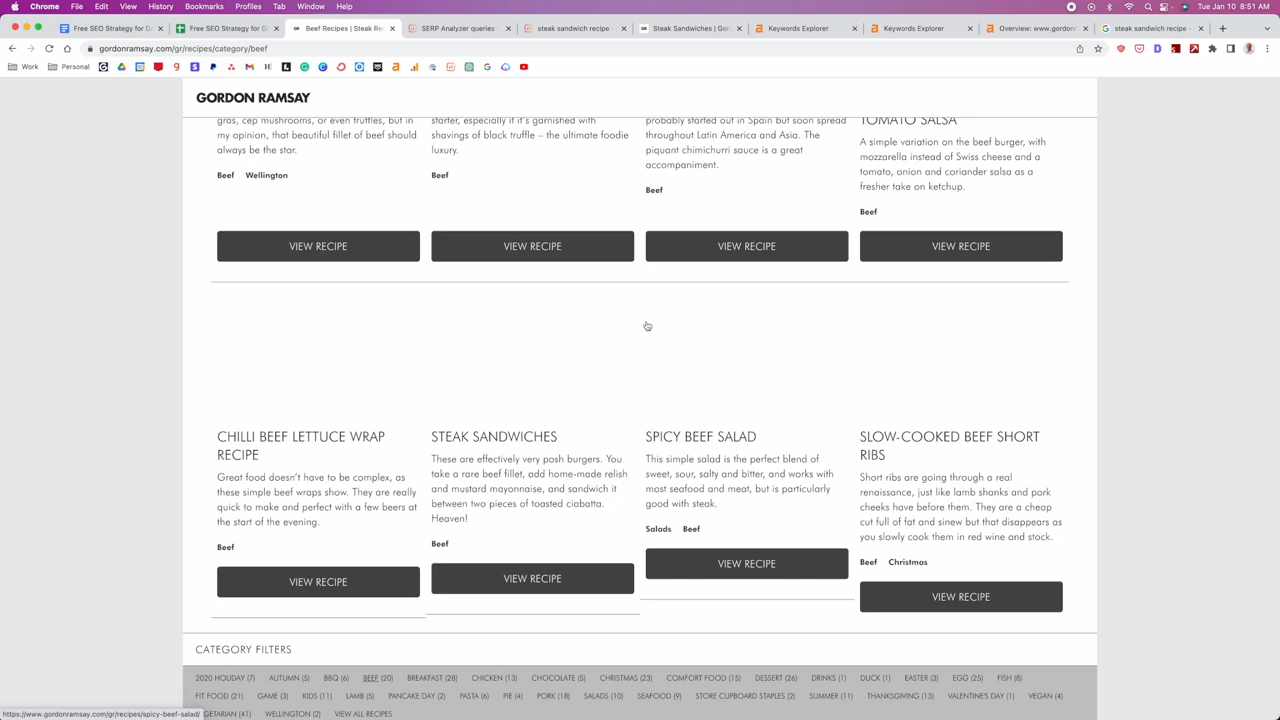 Chrome File Edit View History Bookmarks Profiles Tab Window Help Tue Jan 10 8:51 AM
Free SEO Strategy for G Free SEO Strategy for G Beef Recipes | Steak Re SERP Analyzer queries steak sandwich recipe Steak Sandwiches | Gor Keywords Explorer Keywords Explorer Overview: www.gordon steak sandwich recipe
gordonramsay.com/gr/recipes/category/beef
Work Personal
GORDON RAMSAY
gras, cep mushrooms, or even truffles, but in
my opinion, that beautiful fillet of beef should
always be the star.
Beef Wellington
VIEW RECIPE
starter, especially if it's garnished with
shavings of black truffle – the ultimate foodie
luxury.
Beef
VIEW RECIPE
probably started out in Spain but soon spread
throughout Latin America and Asia. The
piquant chimichurri sauce is a great
accompaniment.
Beef
VIEW RECIPE
TOMATO SALSA
A simple variation on the beef burger, with
mozzarella instead of Swiss cheese and a
tomato, onion and coriander salsa as a
fresher take on ketchup.
Beef
VIEW RECIPE
CHILLI BEEF LETTUCE WRAP
RECIPE
Great food doesn't have to be complex, as
these simple beef wraps show. They are really
quick to make and perfect with a few beers at
the start of the evening.
Beef
VIEW RECIPE
STEAK SANDWICHES
These are effectively very posh burgers. You
take a rare beef fillet, add home-made relish
and mustard mayonnaise, and sandwich it
between two pieces of toasted ciabatta.
Heaven!
Beef
VIEW RECIPE
SPICY BEEF SALAD
This simple salad is the perfect blend of
sweet, sour, salty and bitter, and works with
most seafood and meat, but is particularly
good with steak.
Salads Beef
VIEW RECIPE
SLOW-COOKED BEEF SHORT
RIBS
Short ribs are going through a real
renaissance, just like lamb shanks and pork
cheeks have before them. They are a cheap
cut full of fat and sinew but that disappears as
you slowly cook them in red wine and stock.
Beef Christmas
VIEW RECIPE
CATEGORY FILTERS
2020 HOLIDAY (7) AUTUMN (5) BBQ (6) BEEF (20) BREAKFAST (28) CHICKEN (13) CHOCOLATE (5) CHRISTMAS (23) COMFORT FOOD (15) DESSERT (26) DRINKS (1) DUCK (1) EASTER (3) EGG (25) FISH (8)
FIT FOOD (21) GAME (3) KIDS (11) LAMB (5) PANCAKE DAY (2) PASTA (6) PIE (4) PORK (18) SALADS (10) SEAFOOD (9) STORE CUPBOARD STAPLES (2) SUMMER (11) THANKSGIVING (13) VALENTINE'S DAY (1) VEGAN (4)
GETARIAN (41) WELLINGTON (2) VIEW ALL RECIPES
https://www.gordonramsay.com/gr/recipes/spicy-beef-salad/